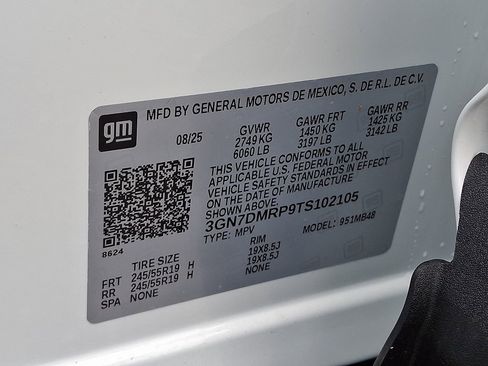 gm
MFD BY GENERAL MOTORS DE MEXICO, S. DE R.L. DE C.V.
08/25 GVWR GAWR FRT GAWR RR
2749 KG 1450 KG 1425 KG
6060 LB 3197 LB 3142 LB
THIS VEHICLE CONFORMS TO ALL
APPLICABLE U.S. FEDERAL MOTOR
VEHICLE SAFETY STANDARDS IN EFFECT
ON THE DATE OF MANUFACTURE
SHOWN ABOVE.
3GN7DMRP9TS102105
TYPE: MPV MODEL: 951MB48
8624
TIRE SIZE RIM
FRT 245/55R19 H 19X8.5J
RR 245/55R19 H 19X8.5J
SPA NONE NONE